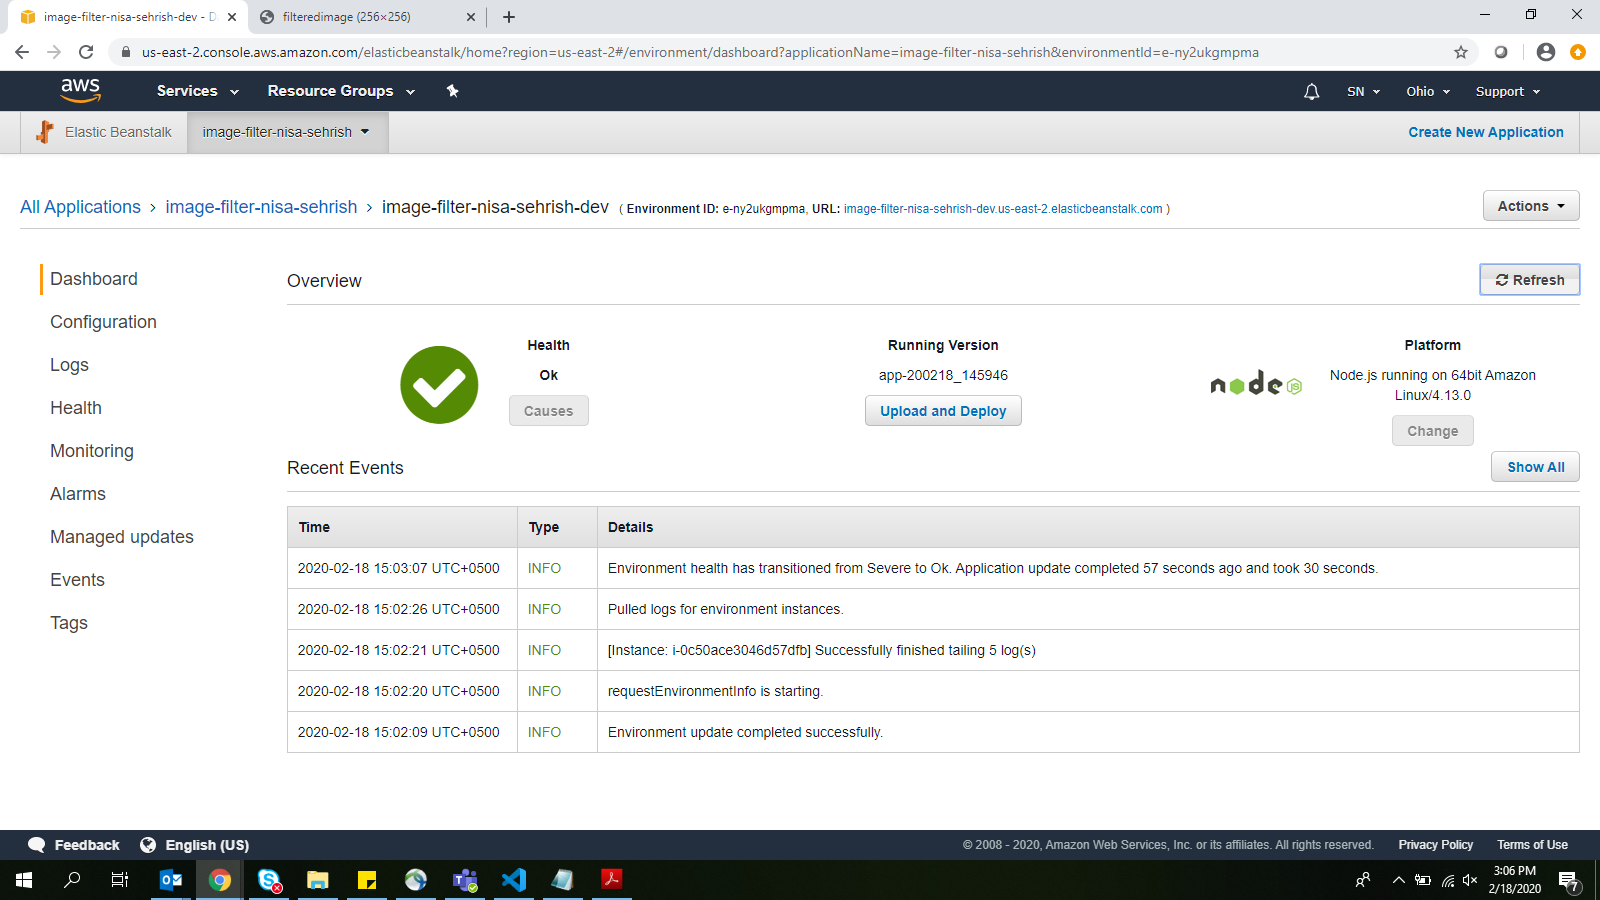 image-filter-nisa-sehrish-dev - D
filteredimage (256×256)
us-east-2.console.aws.amazon.com/elasticbeanstalk/home?region=us-east-2#/environment/dashboard?applicationName=image-filter-nisa-sehrish&environmentId=e-ny2ukgmpma
aws
Services
Resource Groups
SN
Ohio
Support
Elastic Beanstalk
image-filter-nisa-sehrish
Create New Application
All Applications > image-filter-nisa-sehrish > image-filter-nisa-sehrish-dev ( Environment ID: e-ny2ukgmpma, URL: image-filter-nisa-sehrish-dev.us-east-2.elasticbeanstalk.com )
Actions
Dashboard
Configuration
Logs
Health
Monitoring
Alarms
Managed updates
Events
Tags
Overview
Refresh
Health
Ok
Causes
Running Version
app-200218_145946
Upload and Deploy
node JS
Platform
Node.js running on 64bit Amazon
Linux/4.13.0
Change
Recent Events
Show All
Time Type Details
2020-02-18 15:03:07 UTC+0500 INFO Environment health has transitioned from Severe to Ok. Application update completed 57 seconds ago and took 30 seconds.
2020-02-18 15:02:26 UTC+0500 INFO Pulled logs for environment instances.
2020-02-18 15:02:21 UTC+0500 INFO [Instance: i-0c50ace3046d57dfb] Successfully finished tailing 5 log(s)
2020-02-18 15:02:20 UTC+0500 INFO requestEnvironmentInfo is starting.
2020-02-18 15:02:09 UTC+0500 INFO Environment update completed successfully.
Feedback
English (US)
© 2008 - 2020, Amazon Web Services, Inc. or its affiliates. All rights reserved.
Privacy Policy
Terms of Use
3:06 PM
2/18/2020
7